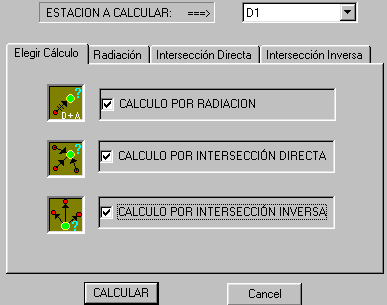 ESTACION A CALCULAR: ===> D1
Elegir Cálculo Radiación Intersección Directa Intersección Inversa
? D+A CALCULO POR RADIACION
? CALCULO POR INTERSECCIÓN DIRECTA
? CALCULO POR INTERSECCIÓN INVERSA
CALCULAR Cancel